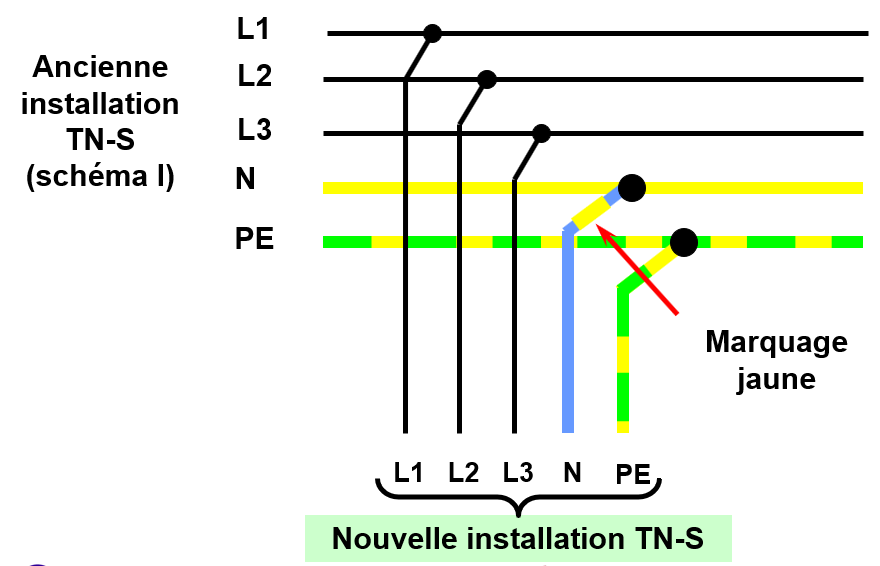 L1
Ancienne
installation
TN-S
(schéma I)
L2
L3
N
PE
Marquage
jaune
L1 L2 L3 N PE
Nouvelle installation TN-S